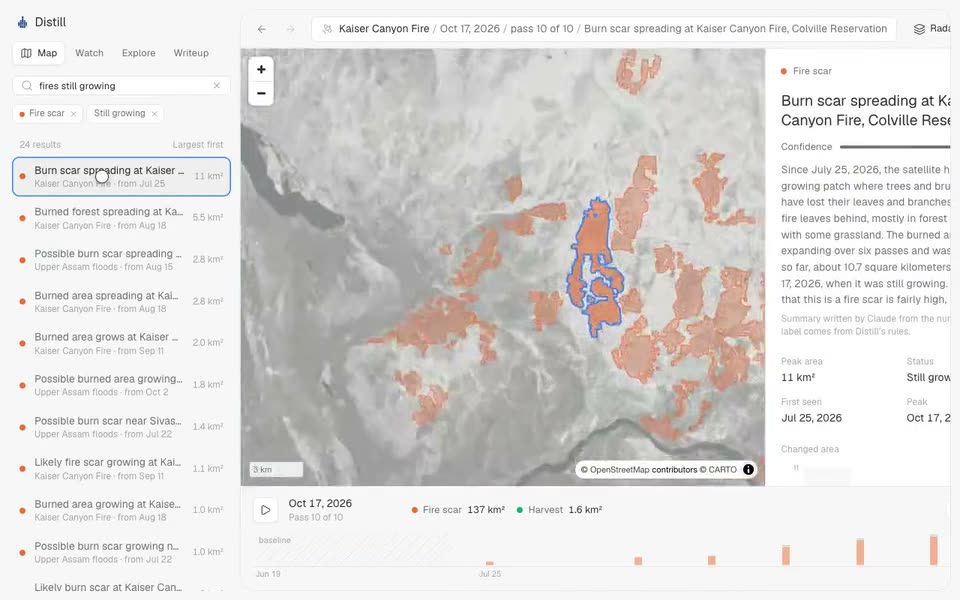 Distill
Map
Watch
Explore
Writeup
fires still growing
Fire scar
Still growing
24 results
Largest first
Burn scar spreading at Kaiser ...
11 km²
Kaiser Canyon Fire · from Jul 25
Burned forest spreading at Ka...
5.5 km²
Kaiser Canyon Fire · from Aug 18
Possible burn scar spreading ...
2.8 km²
Upper Assam floods · from Aug 15
Burned area spreading at Kai...
2.8 km²
Kaiser Canyon Fire · from Aug 18
Burned area grows at Kaiser ...
2.0 km²
Kaiser Canyon Fire · from Sep 11
Possible burned area growing...
1.8 km²
Upper Assam floods · from Oct 2
Possible burn scar near Sivas...
1.4 km²
Upper Assam floods · from Jul 22
Likely fire scar growing at Kai...
1.1 km²
Kaiser Canyon Fire · from Sep 11
Burned area growing at Kaise...
1.0 km²
Kaiser Canyon Fire · from Aug 18
Possible burn scar growing n...
1.0 km²
Upper Assam floods · from Jul 22
Likely burn scar at Kaiser Can...
Kaiser Canyon Fire / Oct 17, 2026 / pass 10 of 10 / Burn scar spreading at Kaiser Canyon Fire, Colville Reservation
Rada
+
−
3 km
© OpenStreetMap contributors © CARTO
Fire scar
Burn scar spreading at Ka
Canyon Fire, Colville Rese
Confidence
Since July 25, 2026, the satellite h
growing patch where trees and bru
have lost their leaves and branches
fire leaves behind, mostly in forest
with some grassland. The burned a
expanding over six passes and was
so far, about 10.7 square kilometers
17, 2026, when it was still growing.
that this is a fire scar is fairly high,
Summary written by Claude from the num
label comes from Distill's rules.
Peak area
Status
11 km²
Still grow
First seen
Peak
Jul 25, 2026
Oct 17, 2
Changed area
11
Oct 17, 2026
Pass 10 of 10
Fire scar 137 km²
Harvest 1.6 km²
baseline
Jun 19
Jul 25